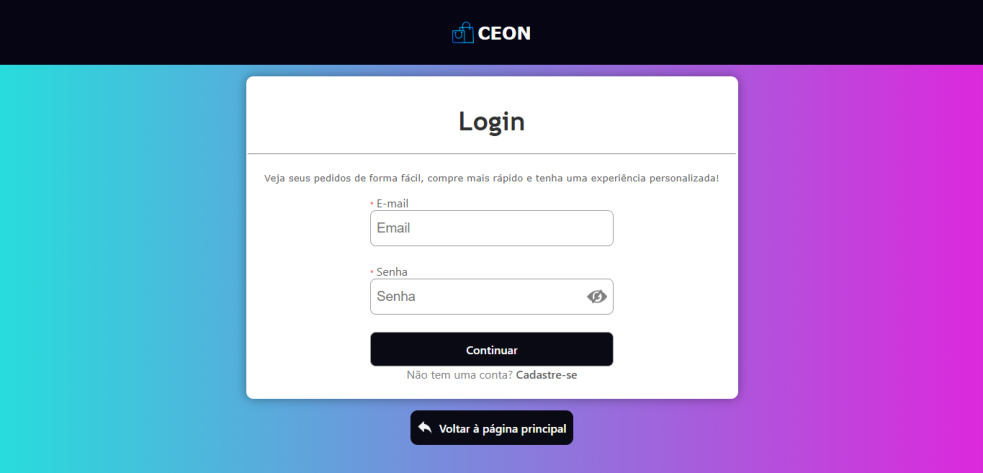 CEON
Login
Veja seus pedidos de forma fácil, compre mais rápido e tenha uma experiência personalizada!
* E-mail
Email
* Senha
Senha
Continuar
Não tem uma conta? Cadastre-se
Voltar à página principal